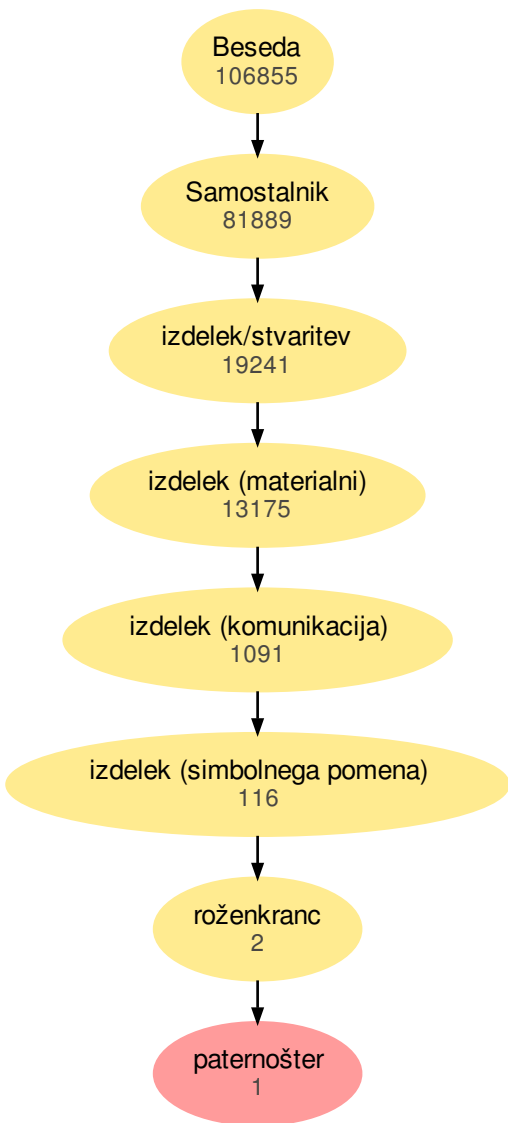 Beseda
106855
Samostalnik
81889
izdelek/stvaritev
19241
izdelek (materialni)
13175
izdelek (komunikacija)
1091
izdelek (simbolnega pomena)
116
roženkranc
2
paternošter
1